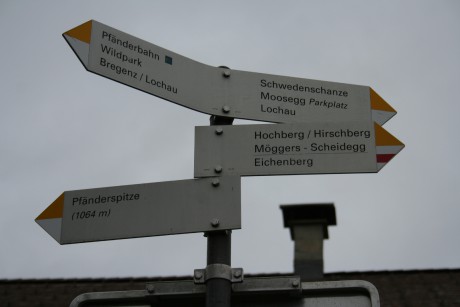 Pfänderbahn
Wildpark
Bregenz / Lochau
Schwedenschanze
Moosegg Parkplatz
Lochau
Hochberg / Hirschberg
Möggers - Scheidegg
Eichenberg
Pfänderspitze
(1064 m)